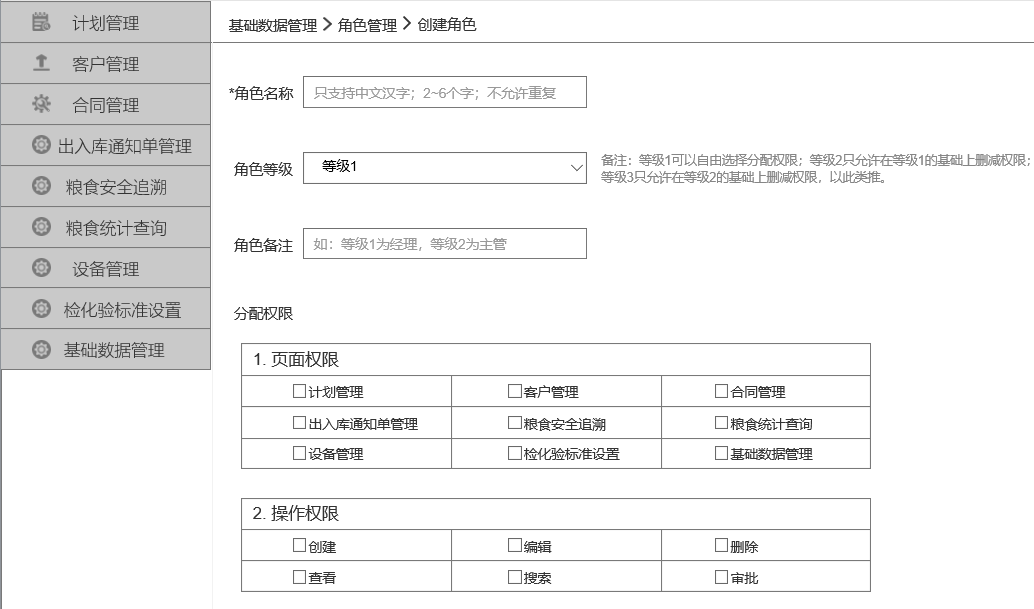 计划管理
客户管理
合同管理
出入库通知单管理
粮食安全追溯
粮食统计查询
设备管理
检化验标准设置
基础数据管理
基础数据管理 > 角色管理 > 创建角色
*角色名称 只支持中文汉字；2~6个字；不允许重复
角色等级 等级1 备注：等级1可以自由选择分配权限；等级2只允许在等级1的基础上删减权限；
等级3只允许在等级2的基础上删减权限，以此类推。
角色备注 如：等级1为经理，等级2为主管
分配权限
1. 页面权限
计划管理 客户管理 合同管理
出入库通知单管理 粮食安全追溯 粮食统计查询
设备管理 检化验标准设置 基础数据管理
2. 操作权限
创建 编辑 删除
查看 搜索 审批